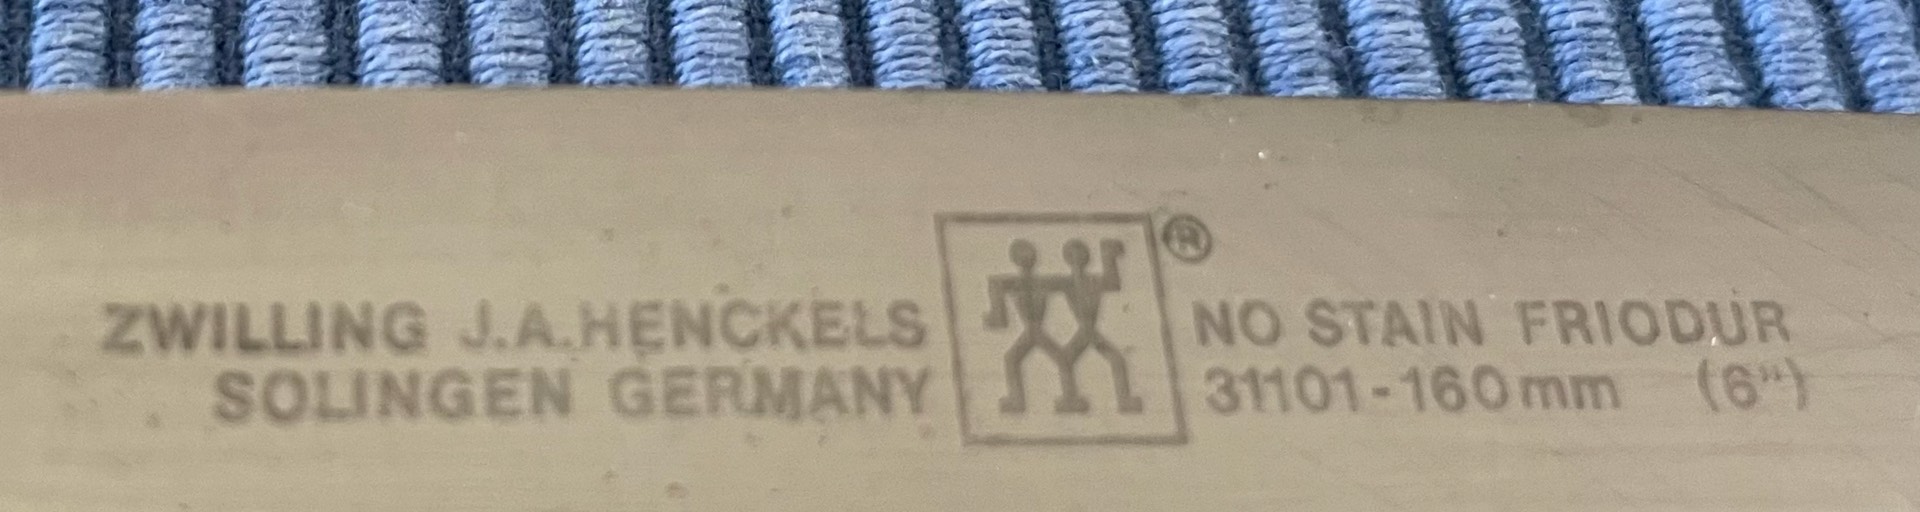 ZWILLING J.A.HENCKELS
SOLINGEN GERMANY
®
NO STAIN FRIODUR
31101-160mm (6")